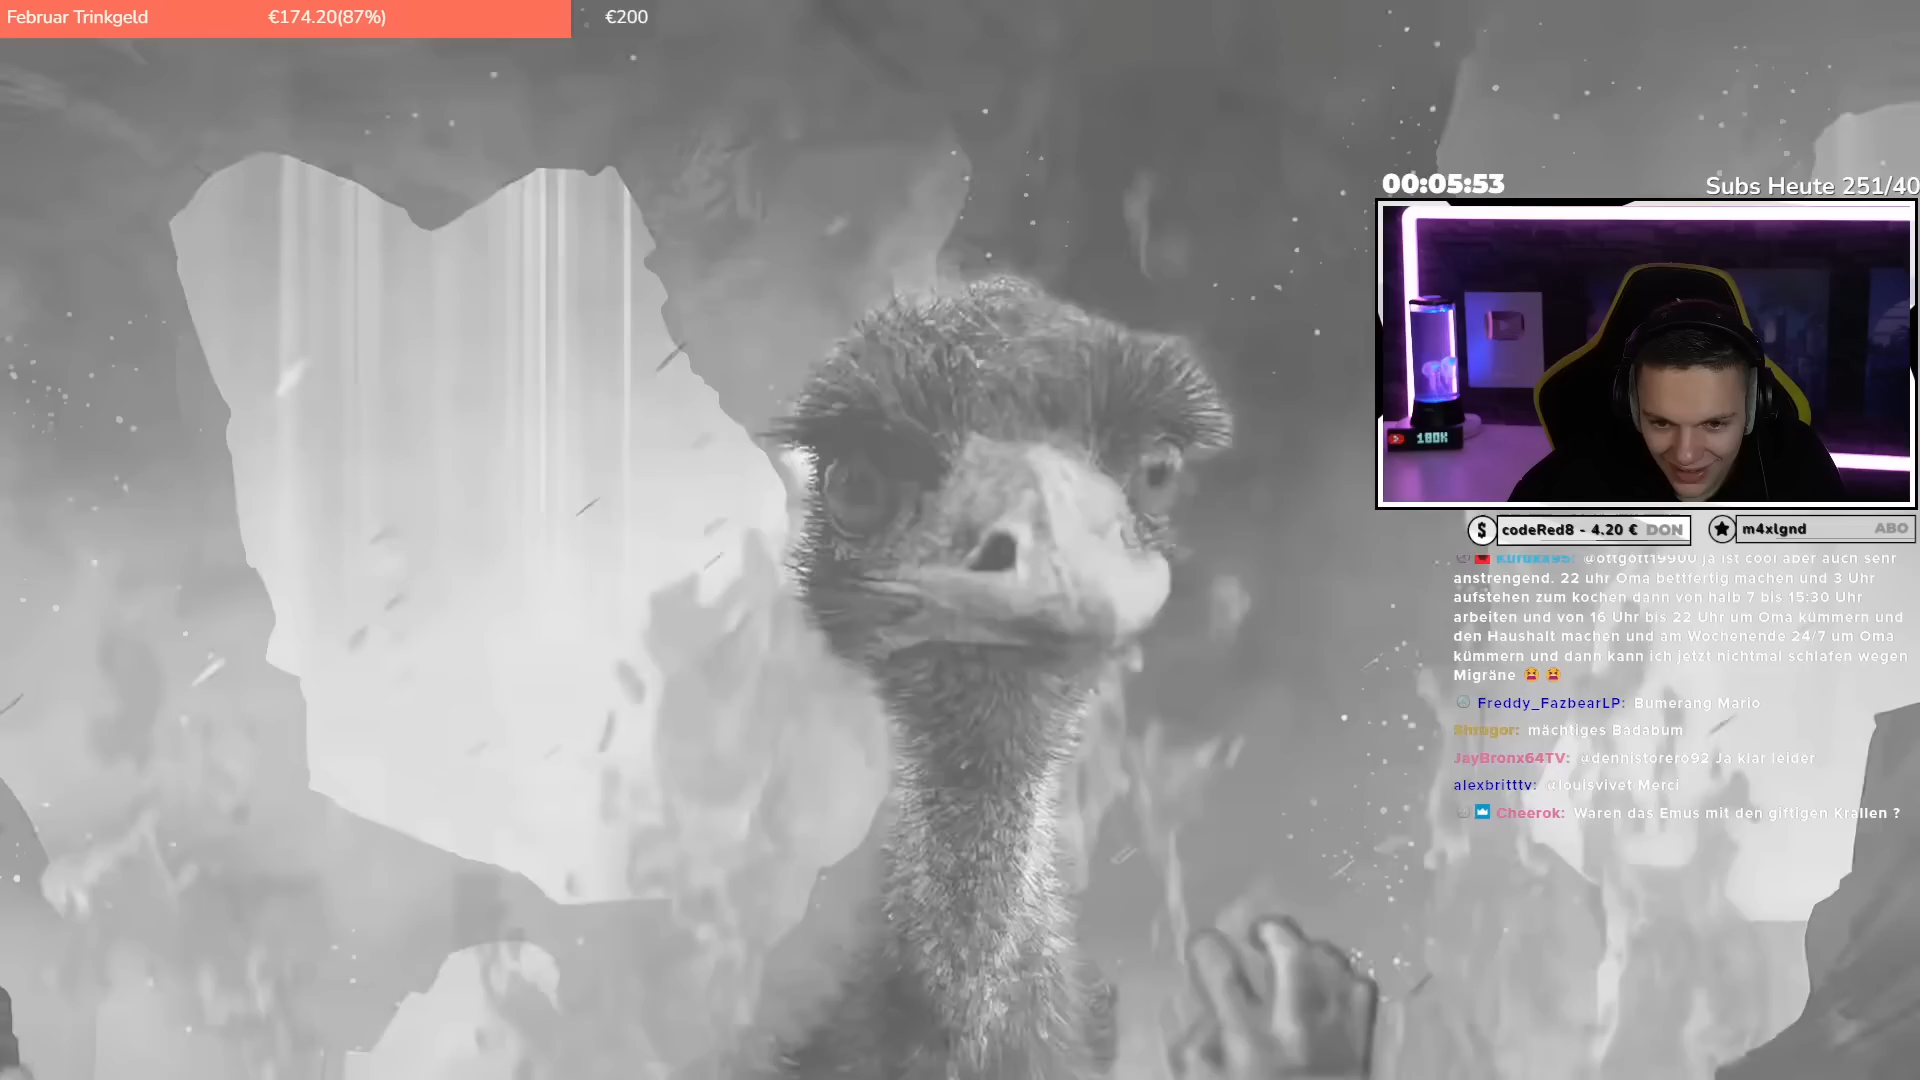 Februar Trinkgeld €174.20(87%) €200
00:05:53 Subs Heute 251/40
180K
codeRed8 - 4.20 € DON m4xlgnd ABO
Kuruka95: @ottgott19900 ja ist cool aber auch sehr
anstrengend. 22 uhr Oma bettfertig machen und 3 Uhr
aufstehen zum kochen dann von halb 7 bis 15:30 Uhr
arbeiten und von 16 Uhr bis 22 Uhr um Oma kümmern und
den Haushalt machen und am Wochenende 24/7 um Oma
kümmern und dann kann ich jetzt nichtmal schlafen wegen
Migräne 😫 😫
Freddy_FazbearLP: Bumerang Mario
mächtiges Badabum
JayBronx64TV: @dennistorero92 Ja klar leider
alexbritttv: @louisvivet Merci
Cheerok: Waren das Emus mit den giftigen Krallen ?